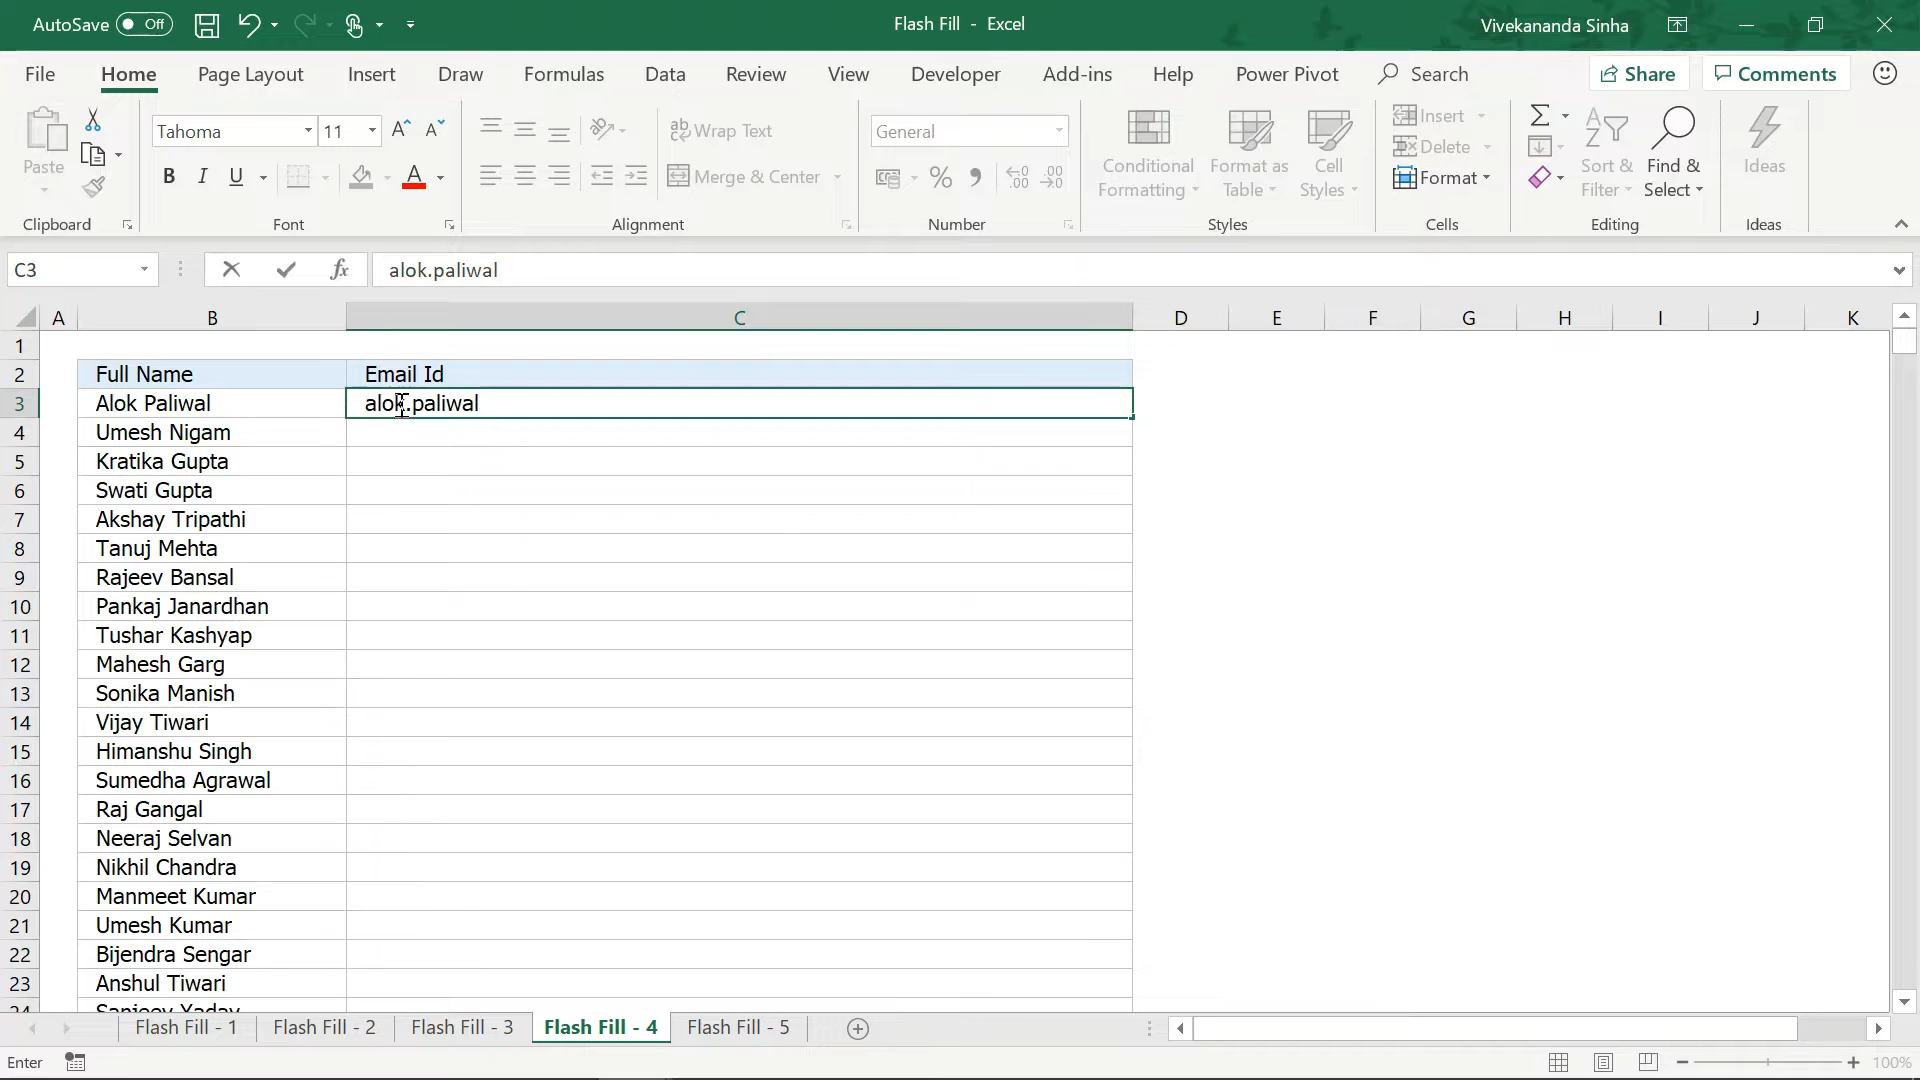 AutoSave Off
Flash Fill - Excel
Vivekananda Sinha
File Home Page Layout Insert Draw Formulas Data Review View Developer Add-ins Help Power Pivot Search Share Comments
Paste
Clipboard
Tahoma 11
B I U A
Font
ab Wrap Text
Merge & Center
Alignment
General
%
Number
Conditional Formatting
Format as Table
Cell Styles
Styles
Insert
Delete
Format
Cells
Sort & Filter
Find & Select
Editing
Ideas
Ideas
C3 fx alok.paliwal
A B C D E F G H I J K
1
2 Full Name Email Id
3 Alok Paliwal alok.paliwal
4 Umesh Nigam
5 Kratika Gupta
6 Swati Gupta
7 Akshay Tripathi
8 Tanuj Mehta
9 Rajeev Bansal
10 Pankaj Janardhan
11 Tushar Kashyap
12 Mahesh Garg
13 Sonika Manish
14 Vijay Tiwari
15 Himanshu Singh
16 Sumedha Agrawal
17 Raj Gangal
18 Neeraj Selvan
19 Nikhil Chandra
20 Manmeet Kumar
21 Umesh Kumar
22 Bijendra Sengar
23 Anshul Tiwari
24 Sanjeev Yadav
Flash Fill - 1 Flash Fill - 2 Flash Fill - 3 Flash Fill - 4 Flash Fill - 5
Enter
100%